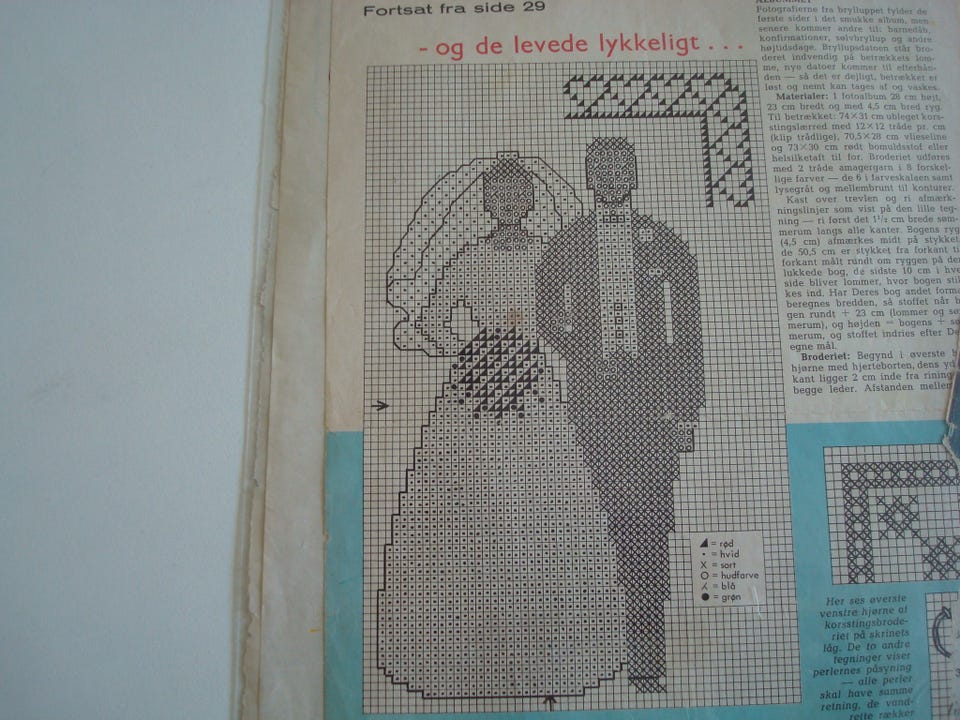 Fortsat fra side 29
- og de levede lykkeligt . . .
Fotografierne fra brylluppet fylder de
første sider i det smukke album, men
senere kommer andre til: barnedåb,
konfirmationer, sølvbryllup og andre
højtidsdage. Bryllupsdatoen står bro-
deret indvendig på betrækkets lom-
me, nye datoer kommer til efterhån-
den — så det er dejligt, betrækket er
løst og nemt kan tages af og vaskes.
Materialer: 1 fotoalbum 28 cm højt,
23 cm bredt og med 4,5 cm bred ryg.
Til betrækket: 74×31 cm ubleget kors-
stingslærred med 12×12 tråde pr. cm
(klip trådlige), 70,5×28 cm vlieseline
og 73×30 cm rødt bomuldsstof eller
helsilketaft til for. Broderiet udføres
med 2 tråde amagergarn i 8 forskel-
lige farver — de 6 i farveskalaen samt
lysegråt og mellembrunt til konturer.
Kast over trevlen og ri afmærk-
ningslinjer som vist på den lille teg-
ning — ri først det 1½ cm brede søm-
merum langs alle kanter. Bogens ryg
(4,5 cm) afmærkes midt på stykket,
de 50,5 cm er stykket fra forkant ti
forkant målt rundt om ryggen på den
lukkede bog, de sidste 10 cm i hve
side bliver lommer, hvor bogen stik
kes ind. Har Deres bog andet forma
beregnes bredden, så stoffet når b
gen rundt + 23 cm (lommer og sø
merum), og højden = bogens + sø
merum, og stoffet indries efter De
egne mål.
Broderiet: Begynd i øverste
hjørne med hjerteborten, dens yd
kant ligger 2 cm inde fra rining
begge leder. Afstanden mellem
= rød
= hvid
X = sort
O = hudfarve
= blå
● = grøn
Her ses øverste
venstre hjørne af
korsstingsbrode-
riet på skrinets
låg. De to andre
tegninger viser
perlernes påsyning
— alle perler
skal have samme
retning, de vand-
rette rækker